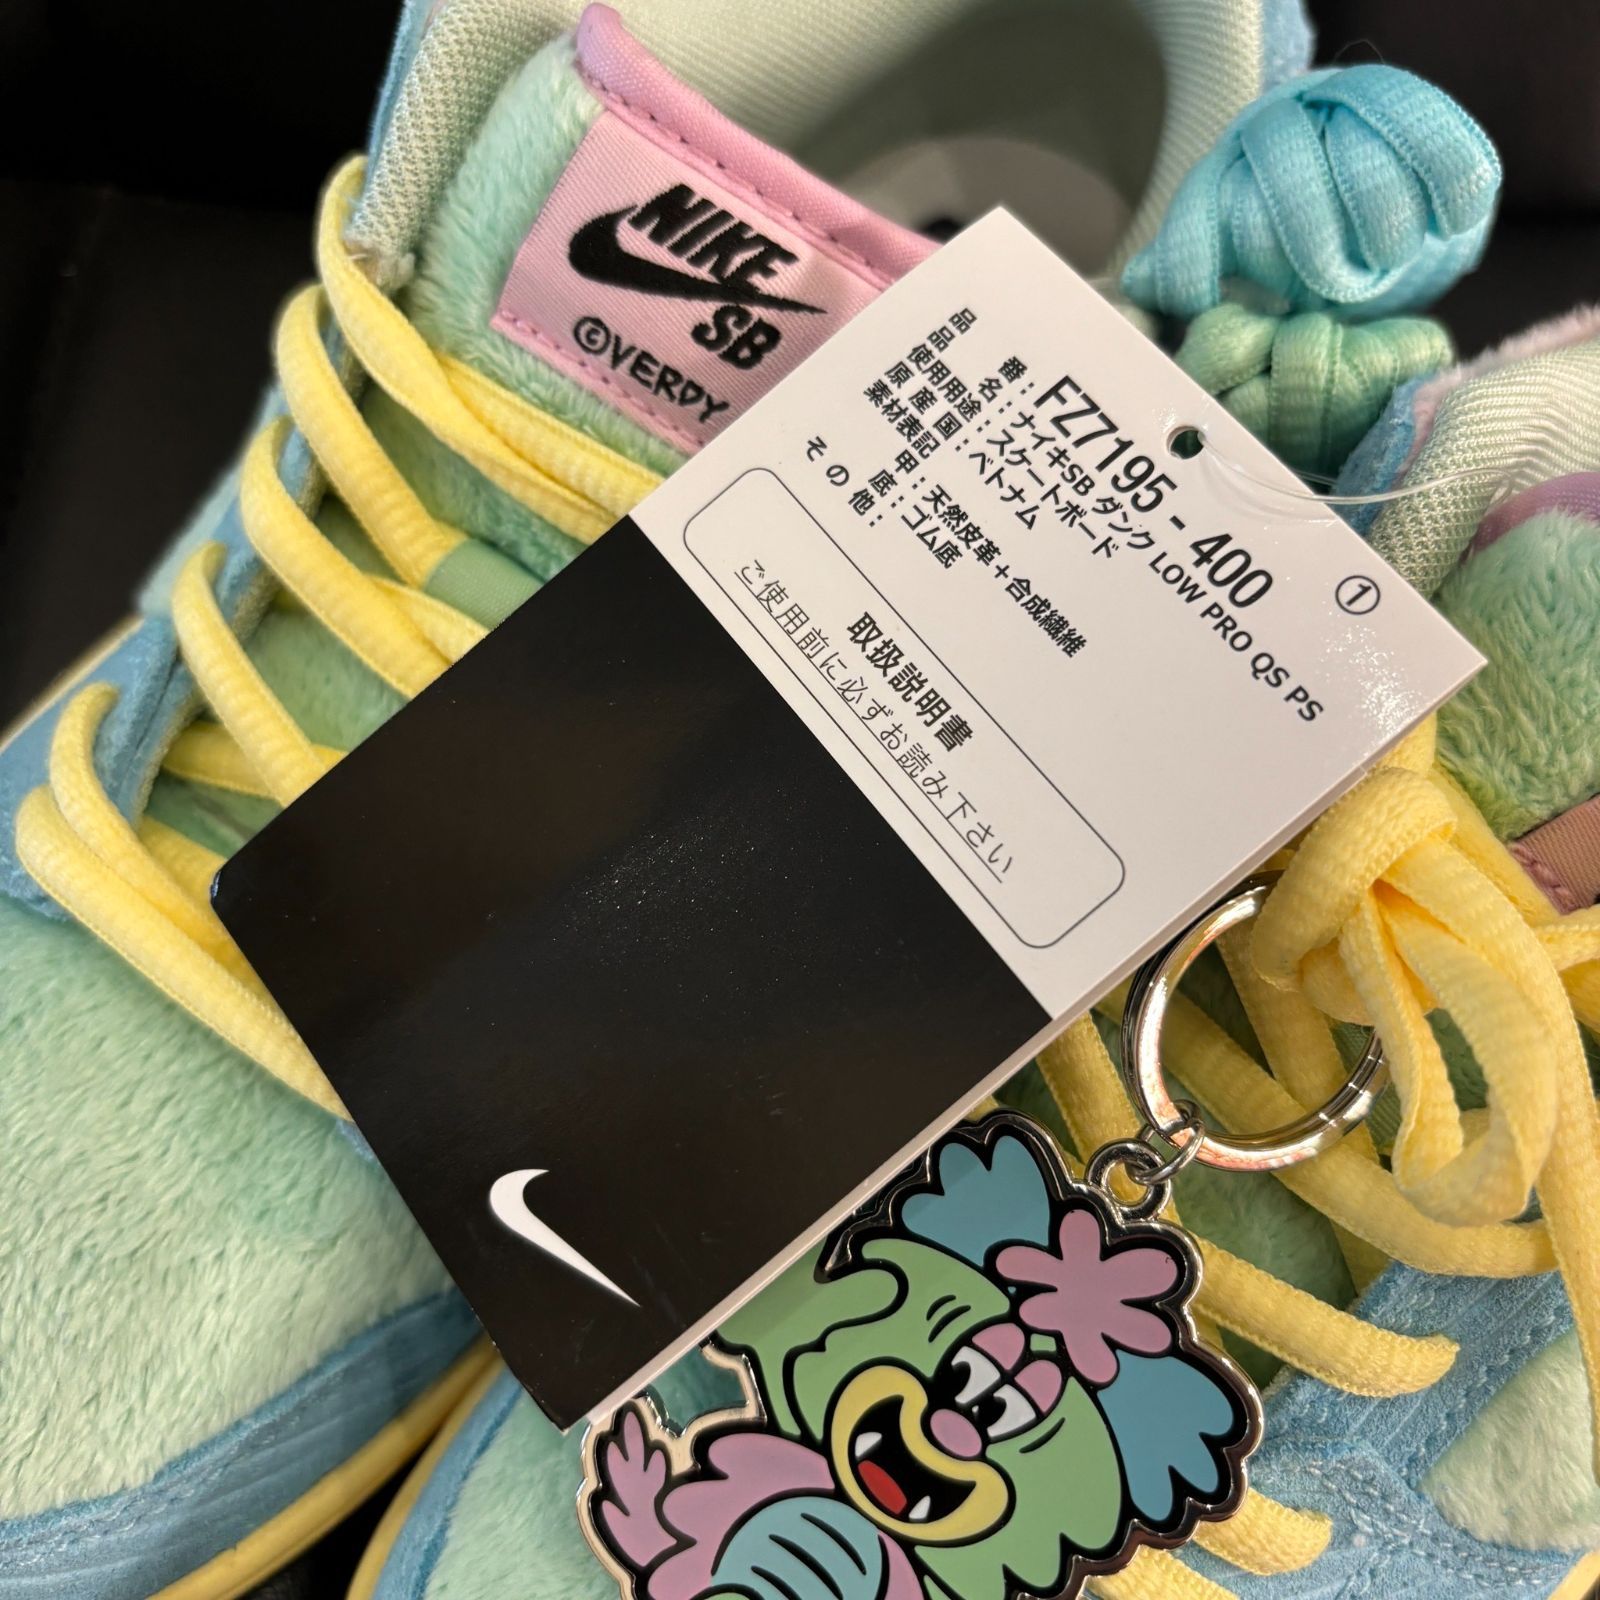 NIKE
SB
©VERDY
①
品番：FZ7195 - 400
品名：ナイキSB ダンク LOW PRO QS PS
使用用途：スケートボード
原産国：ベトナム
素材表記 甲：天然皮革＋合成繊維
底：ゴム底
その他：
取扱説明書
ご使用前に必ずお読み下さい